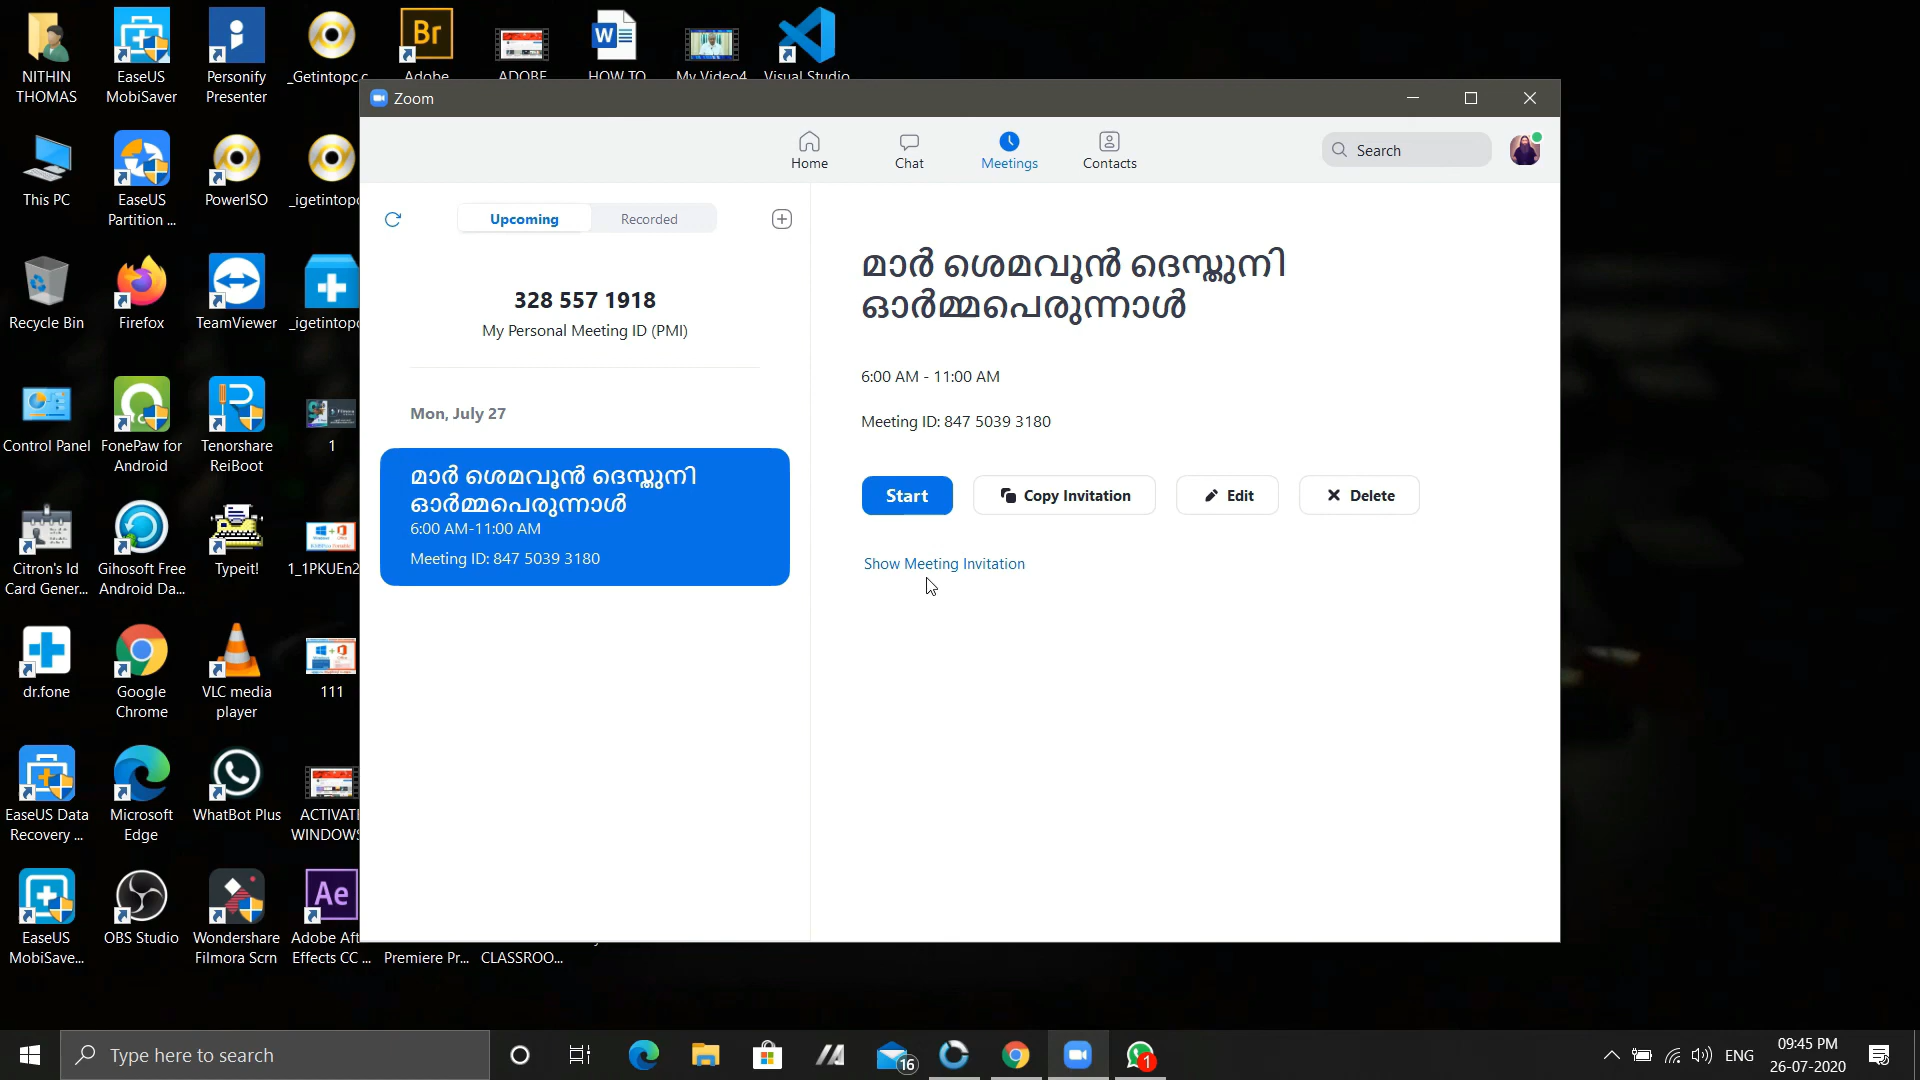 NITHIN
THOMAS
EaseUS
MobiSaver
Personify
Presenter
_Getintopc.c
Br
Adobe
ADOBE
HOW TO
My Video4
Visual Studio
This PC
EaseUS
Partition ...
PowerISO
_igetintopc
Recycle Bin
Firefox
TeamViewer
_igetintopc
Control Panel
FonePaw for
Android
Tenorshare
ReiBoot
1
Citron's Id
Card Gener...
Gihosoft Free
Android Da...
Typeit!
1_1PKUEn2
dr.fone
Google
Chrome
VLC media
player
111
EaseUS Data
Recovery ...
Microsoft
Edge
WhatBot Plus
ACTIVATE
WINDOWS
EaseUS
MobiSave...
OBS Studio
Wondershare
Filmora Scrn
Ae
Adobe Aft
Effects CC ...
Premiere Pr...
CLASSROO...
Zoom
Home
Chat
Meetings
Contacts
Search
Upcoming
Recorded
328 557 1918
My Personal Meeting ID (PMI)
Mon, July 27
മാർ ശെമവൂൻ ദെസ്തുനി
ഓർമ്മപെരുന്നാൾ
6:00 AM-11:00 AM
Meeting ID: 847 5039 3180
മാർ ശെമവൂൻ ദെസ്തുനി
ഓർമ്മപെരുന്നാൾ
6:00 AM - 11:00 AM
Meeting ID: 847 5039 3180
Start
Copy Invitation
Edit
Delete
Show Meeting Invitation
Type here to search
16
1
ENG
09:45 PM
26-07-2020